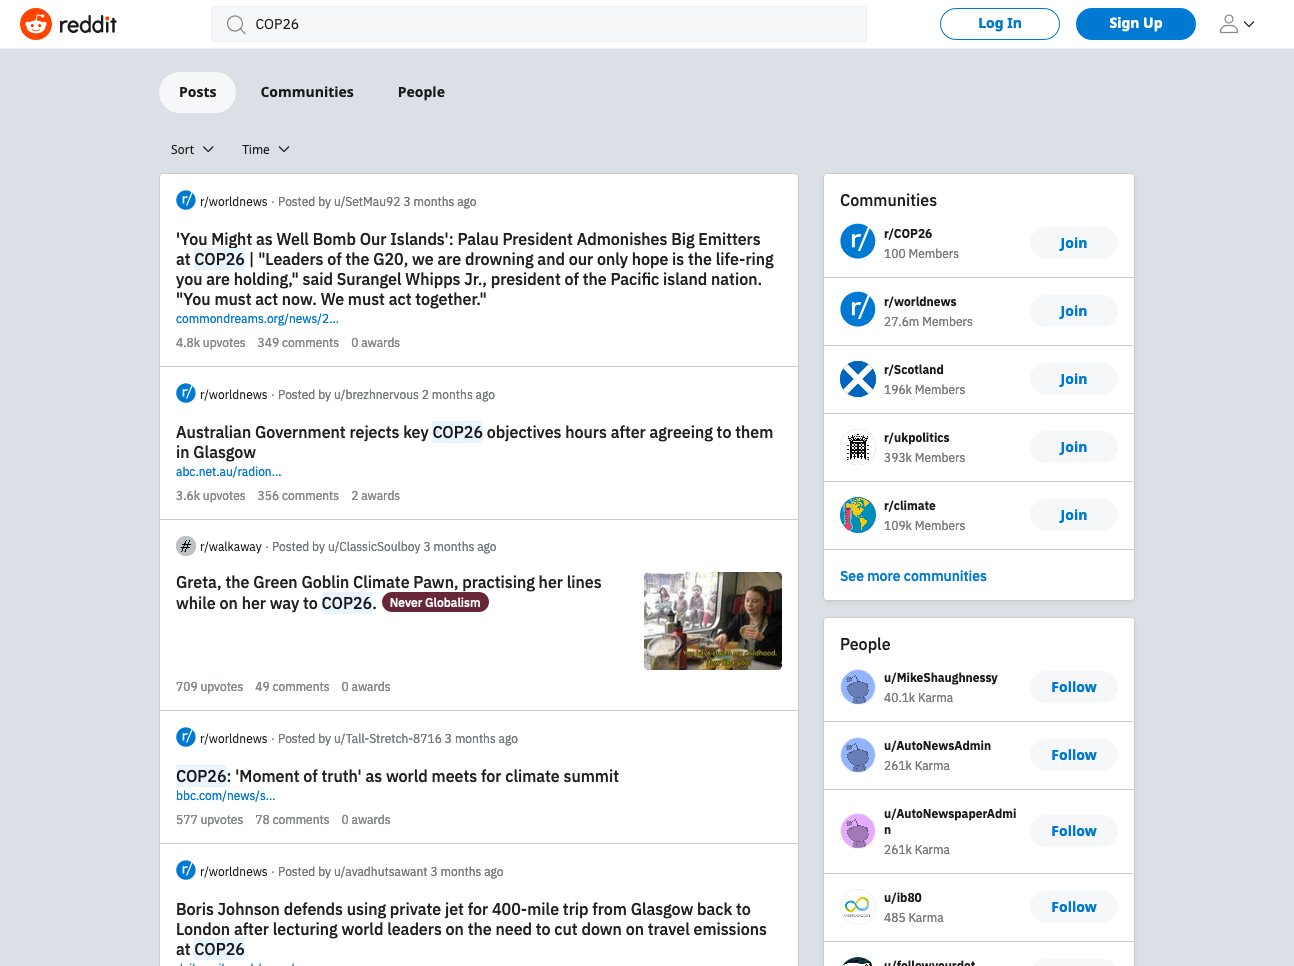 reddit
COP26
Log In
Sign Up
Posts
Communities
People
Sort
Time
r/worldnews · Posted by u/SetMau92 3 months ago
'You Might as Well Bomb Our Islands': Palau President Admonishes Big Emitters
at COP26 | "Leaders of the G20, we are drowning and our only hope is the life-ring
you are holding," said Surangel Whipps Jr., president of the Pacific island nation.
"You must act now. We must act together."
commondreams.org/news/2...
4.8k upvotes 349 comments 0 awards
r/worldnews · Posted by u/brezhnervous 2 months ago
Australian Government rejects key COP26 objectives hours after agreeing to them
in Glasgow
abc.net.au/radion...
3.6k upvotes 356 comments 2 awards
r/walkaway · Posted by u/ClassicSoulboy 3 months ago
Greta, the Green Goblin Climate Pawn, practising her lines
while on her way to COP26. Never Globalism
709 upvotes 49 comments 0 awards
r/worldnews · Posted by u/Tall-Stretch-8716 3 months ago
COP26: 'Moment of truth' as world meets for climate summit
bbc.com/news/s...
577 upvotes 78 comments 0 awards
r/worldnews · Posted by u/avadhutsawant 3 months ago
Boris Johnson defends using private jet for 400-mile trip from Glasgow back to
London after lecturing world leaders on the need to cut down on travel emissions
at COP26
Communities
r/COP26
100 Members
Join
r/worldnews
27.6m Members
Join
r/Scotland
196k Members
Join
r/ukpolitics
393k Members
Join
r/climate
109k Members
Join
See more communities
People
u/MikeShaughnessy
40.1k Karma
Follow
u/AutoNewsAdmin
261k Karma
Follow
u/AutoNewspaperAdmi
n
261k Karma
Follow
u/ib80
485 Karma
Follow